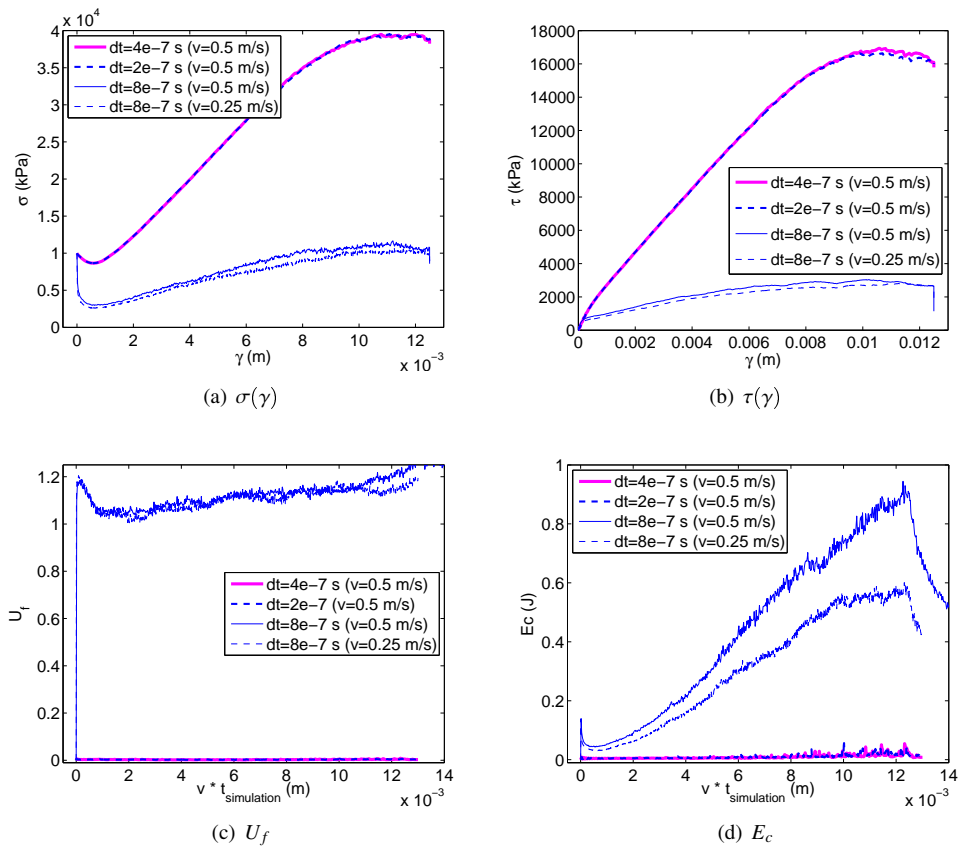 x 10⁴
4
3.5
3
2.5
2
1.5
1
0.5
0
σ (kPa)
dt=4e−7 s (v=0.5 m/s)
dt=2e−7 s (v=0.5 m/s)
dt=8e−7 s (v=0.5 m/s)
dt=8e−7 s (v=0.25 m/s)
0 2 4 6 8 10 12
γ (m)
x 10⁻³
(a) σ(γ)
18000
16000
14000
12000
10000
8000
6000
4000
2000
0
τ (kPa)
dt=4e−7 s (v=0.5 m/s)
dt=2e−7 s (v=0.5 m/s)
dt=8e−7 s (v=0.5 m/s)
dt=8e−7 s (v=0.25 m/s)
0 0.002 0.004 0.006 0.008 0.01 0.012
γ (m)
(b) τ(γ)
1.2
1
0.8
0.6
0.4
0.2
0
U_f
dt=4e−7 s (v=0.5 m/s)
dt=2e−7 (v=0.5 m/s)
dt=8e−7 s (v=0.5 m/s)
dt=8e−7 s (v=0.25 m/s)
0 2 4 6 8 10 12 14
v * t_simulation (m)
x 10⁻³
(c) U_f
1
0.8
0.6
0.4
0.2
0
Ec (J)
dt=4e−7 s (v=0.5 m/s)
dt=2e−7 s (v=0.5 m/s)
dt=8e−7 s (v=0.5 m/s)
dt=8e−7 s (v=0.25 m/s)
0 2 4 6 8 10 12 14
v * t_simulation (m)
x 10⁻³
(d) E_c